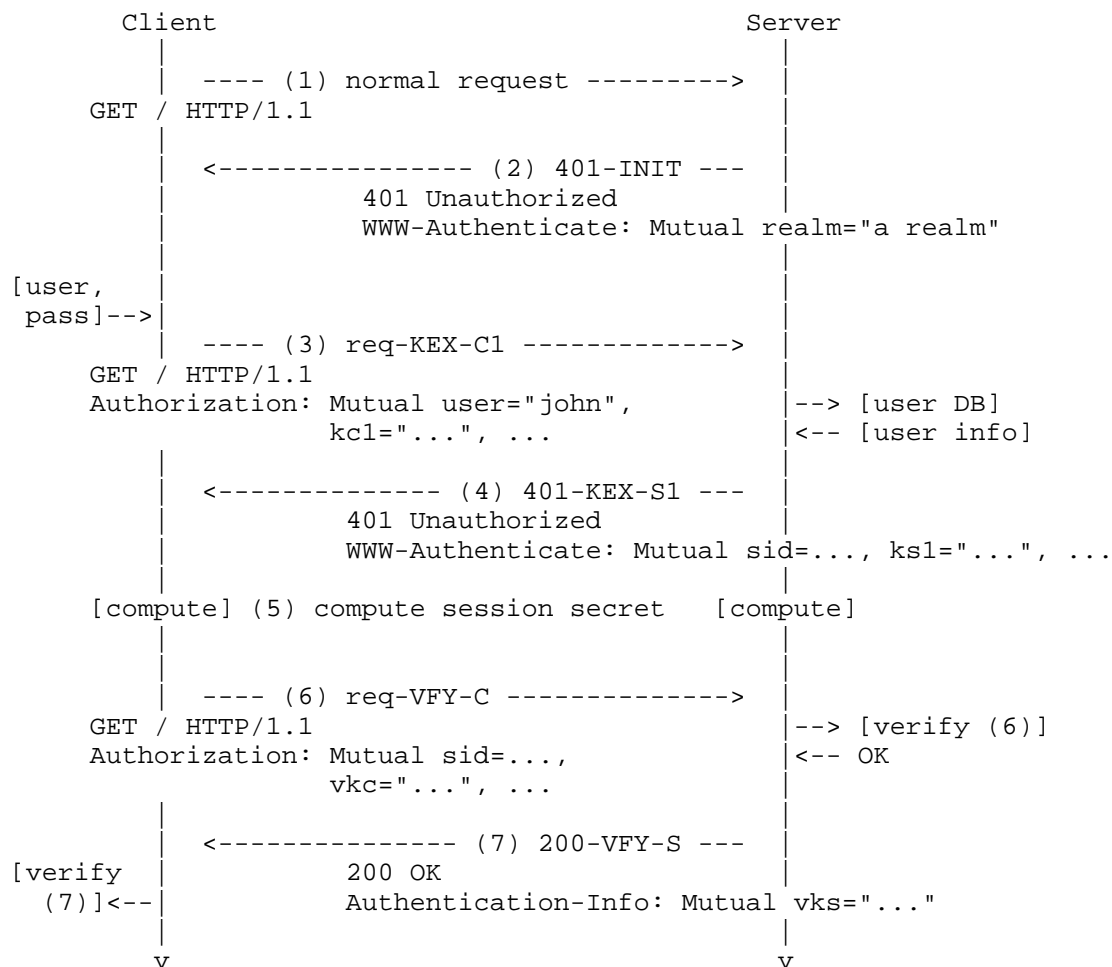 Client Server
---- (1) normal request --------->
GET / HTTP/1.1
<---------------- (2) 401-INIT ---
401 Unauthorized
WWW-Authenticate: Mutual realm="a realm"
[user,
pass]-->
---- (3) req-KEX-C1 ------------->
GET / HTTP/1.1
Authorization: Mutual user="john", --> [user DB]
kc1="...", ... <-- [user info]
<-------------- (4) 401-KEX-S1 ---
401 Unauthorized
WWW-Authenticate: Mutual sid=..., ks1="...", ...
[compute] (5) compute session secret [compute]
---- (6) req-VFY-C -------------->
GET / HTTP/1.1 --> [verify (6)]
Authorization: Mutual sid=..., <-- OK
vkc="...", ...
<--------------- (7) 200-VFY-S ---
[verify 200 OK
(7)]<-- Authentication-Info: Mutual vks="..."
v v